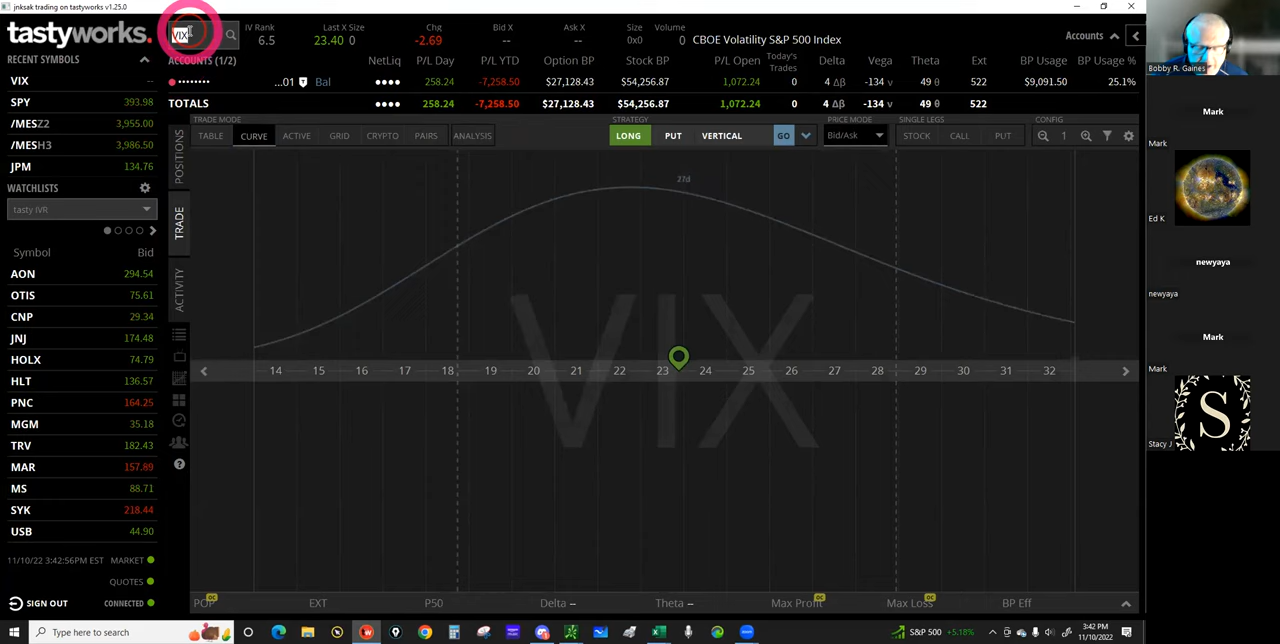 jnksak trading on tastyworks v1.25.0
tastyworks.
VIX
IV Rank Last X Size Chg Bid X Ask X Size Volume
6.5 23.40 0 -2.69 -- -- 0x0 0 CBOE Volatility S&P 500 Index
Accounts
ACCOUNTS (1/2) NetLiq P/L Day P/L YTD Option BP Stock BP P/L Open Today's Trades Delta Vega Theta Ext BP Usage BP Usage %
...01 Bal •••• 258.24 -7,258.50 $27,128.43 $54,256.87 1,072.24 0 4 Δβ -134 ν 49 θ 522 $9,091.50 25.1%
TOTALS •••• 258.24 -7,258.50 $27,128.43 $54,256.87 1,072.24 0 4 Δβ -134 ν 49 θ 522
RECENT SYMBOLS
VIX --
SPY 393.98
/MESZ2 3,955.00
/MESH3 3,986.50
JPM 134.76
WATCHLISTS
tasty IVR
Symbol Bid
AON 294.54
OTIS 75.61
CNP 29.34
JNJ 174.48
HOLX 74.79
HLT 136.57
PNC 164.25
MGM 35.18
TRV 182.43
MAR 157.89
MS 88.71
SYK 218.44
USB 44.90
11/10/22 3:42:56PM EST MARKET
QUOTES
SIGN OUT CONNECTED
POSITIONS
TRADE
ACTIVITY
TRADE MODE STRATEGY PRICE MODE SINGLE LEGS CONFIG
TABLE CURVE ACTIVE GRID CRYPTO PAIRS ANALYSIS LONG PUT VERTICAL GO Bid/Ask STOCK CALL PUT 1
27d
VIX
14 15 16 17 18 19 20 21 22 23 24 25 26 27 28 29 30 31 32
POP OC EXT P50 Delta -- Theta -- Max Profit OC Max Loss OC BP Eff
Bobby R. Gaines
Mark
Mark
Ed K
newyaya
newyaya
Mark
Mark
S
Stacy J
Type here to search
S&P 500 +5.18%
3:42 PM
11/10/2022